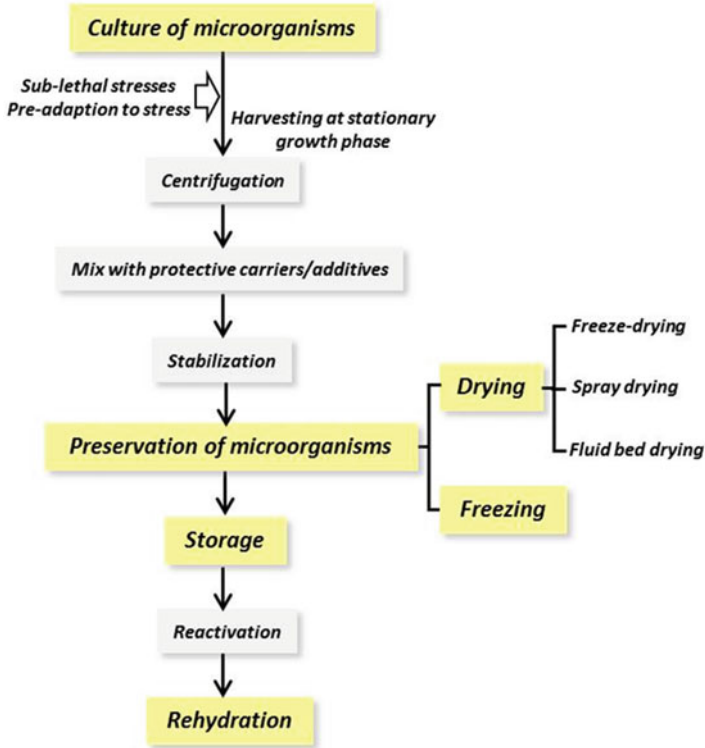 Culture of microorganisms
Sub-lethal stresses
Pre-adaption to stress
Harvesting at stationary
growth phase
Centrifugation
Mix with protective carriers/additives
Stabilization
Preservation of microorganisms
Drying
Freeze-drying
Spray drying
Fluid bed drying
Freezing
Storage
Reactivation
Rehydration